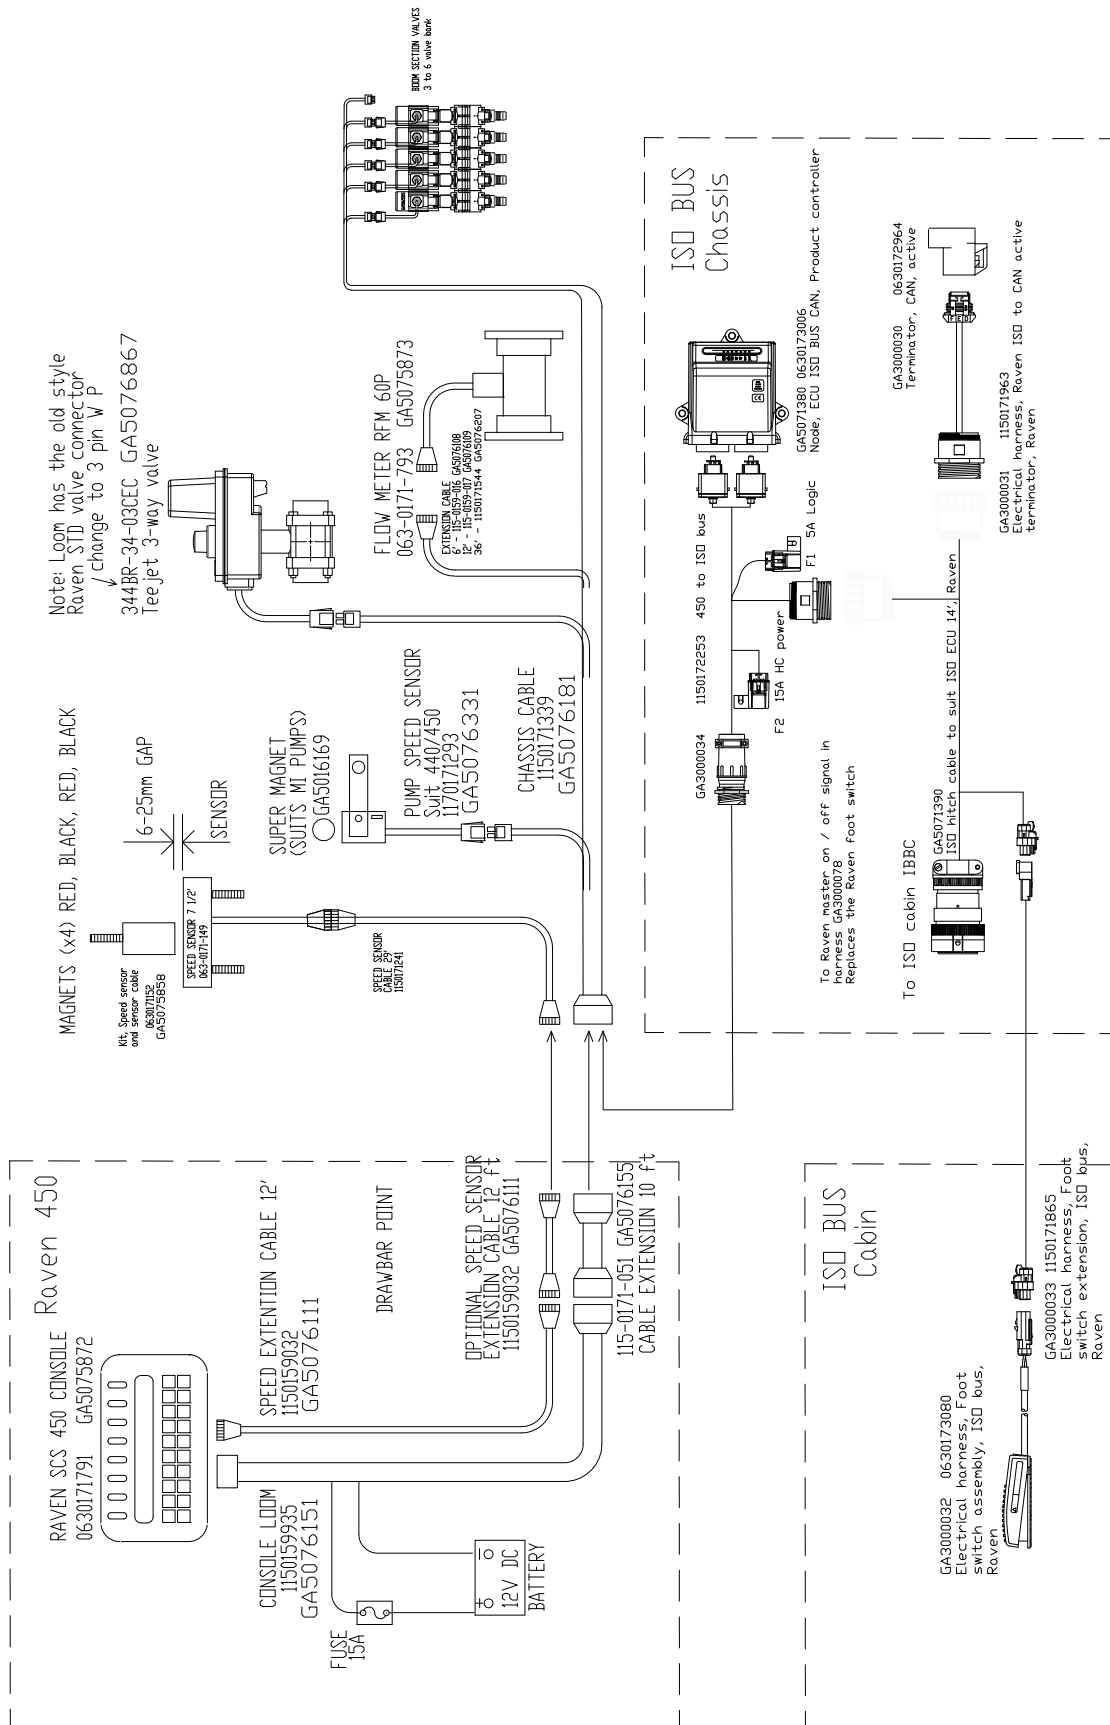 Raven 450
RAVEN SCS 450 CONSOLE
0630171791 GA5075872
SPEED EXTENTION CABLE 12'
1150159032
GA5076111
DRAWBAR POINT
CONSOLE LOOM
1150159935
GA5076151
FUSE
15A
+
-
12V DC
BATTERY
OPTIONAL SPEED SENSOR
EXTENSION CABLE 12 ft
1150159032 GA5076111
115-0171-051 GA5076155
CABLE EXTENSION 10 ft
MAGNETS (x4) RED, BLACK, RED, BLACK
6-25mm GAP
SENSOR
Kit, Speed sensor
and sensor cable
0630171152
GA5075858
SPEED SENSOR 7 1/2'
063-0171-149
SPEED SENSOR
CABLE 29'
1150171241
SUPER MAGNET
(SUITS MI PUMPS)
GA5016169
PUMP SPEED SENSOR
Suit 440/450
1170171293
GA5076331
CHASSIS CABLE
1150171339
GA5076181
Note: Loom has the old style
Raven STD valve connector
change to 3 pin W P
344BR-34-03CEC GA5076867
Teejet 3-way valve
FLOW METER RFM 60P
063-0171-793 GA5075873
EXTENSION CABLE
6' - 115-0159-016 GA5076108
12' - 115-0159-017 GA5076109
36' - 1150171544 GA5076207
BOOM SECTION VALVES
3 to 6 valve bank
ISO BUS
Chassis
GA5071380 0630173006
Node, ECU ISO BUS CAN, Product controller
GA3000034 1150172253 450 to ISO bus
F1 5A Logic
F2 15A HC power
GA3000030 0630172964
Terminator, CAN, active
GA3000031 1150171963
Electrical harness, Raven ISO to CAN active
terminator, Raven
To Raven master on / off signal in
harness GA3000078
Replaces the Raven foot switch
To ISO cabin IBBC
GA5071390
ISO hitch cable to suit ISO ECU 14', Raven
ISO BUS
Cabin
GA3000033 1150171865
Electrical harness, Foot
switch extension, ISO bus,
Raven
GA3000032 0630173080
Electrical harness, Foot
switch assembly, ISO bus,
Raven